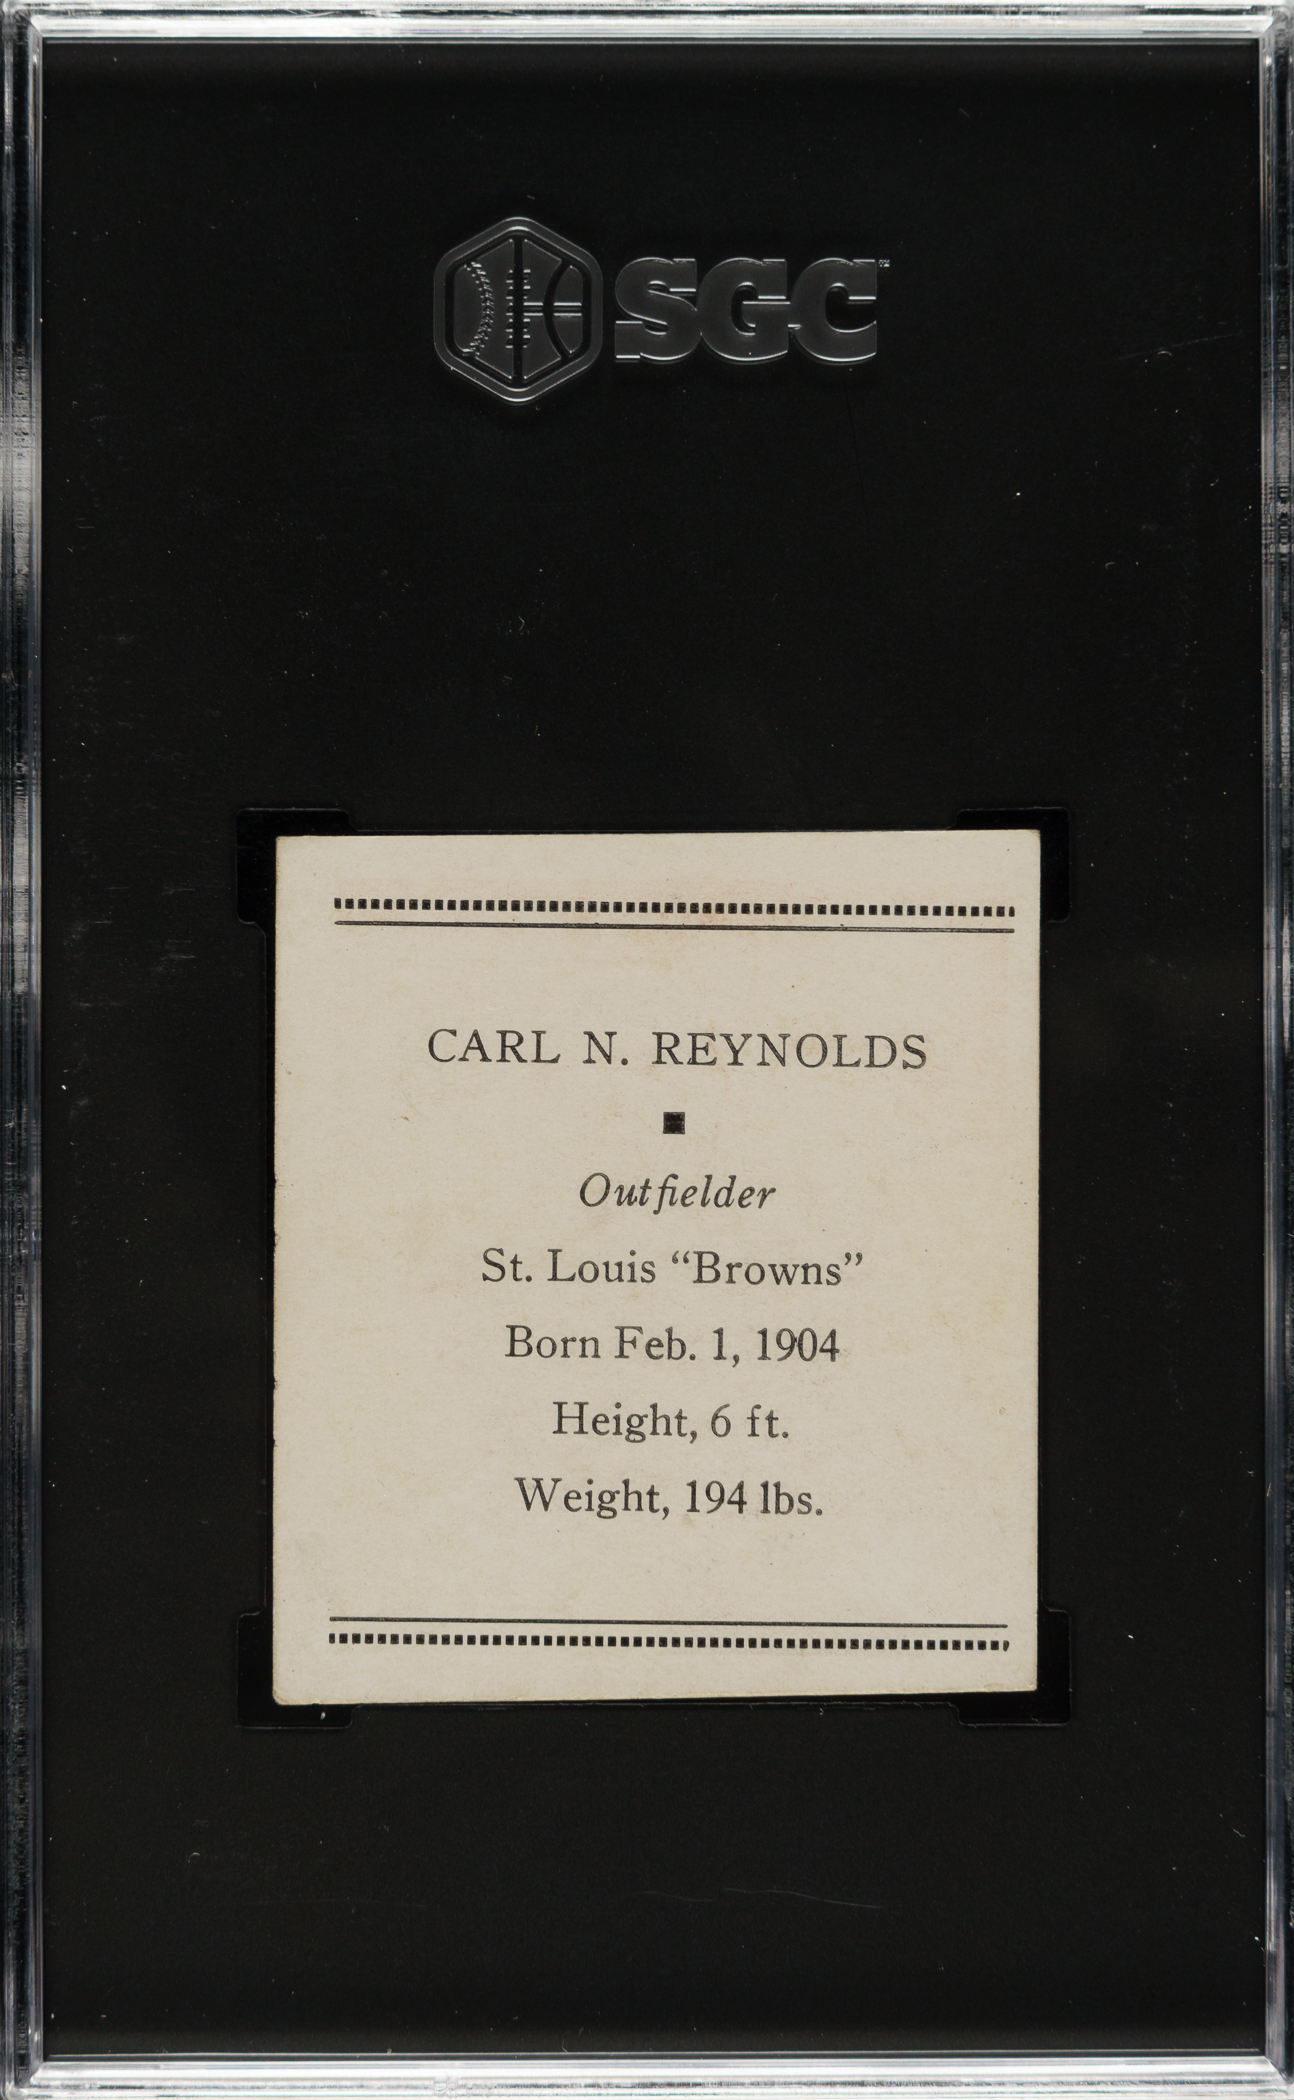 SGC
CARL N. REYNOLDS
Outfielder
St. Louis “Browns”
Born Feb. 1, 1904
Height, 6 ft.
Weight, 194 lbs.